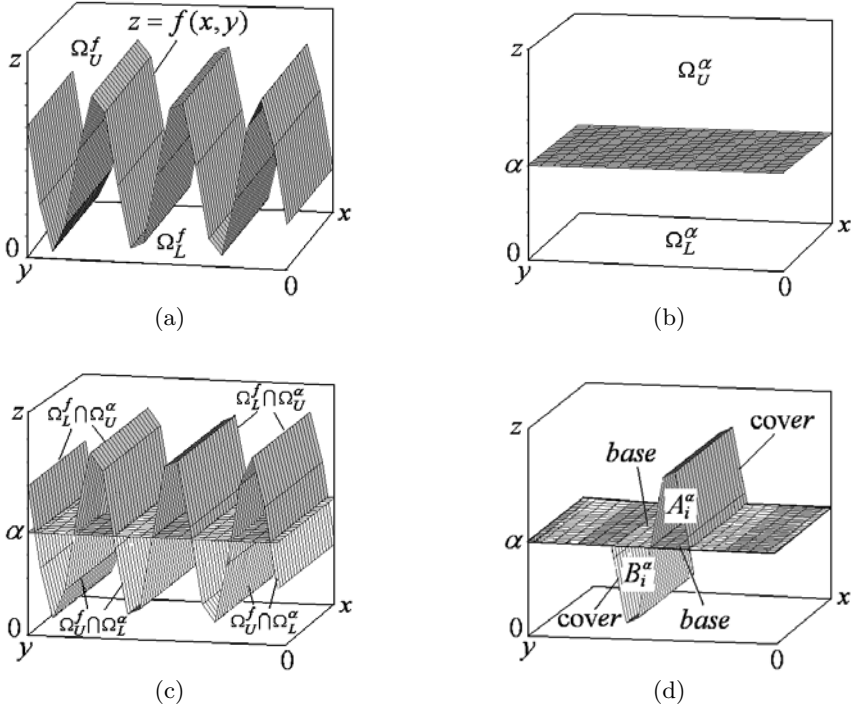 z = f(x, y)
z
Ω_U^f
Ω_L^f
0
y
0
x
(a)
z
Ω_U^α
α
Ω_L^α
0
y
0
x
(b)
z
Ω_L^f∩Ω_U^α
Ω_L^f∩Ω_U^α
α
0
Ω_U^f∩Ω_L^α
Ω_U^f∩Ω_L^α
y
0
x
(c)
z
cover
base
A_i^α
α
B_i^α
cover
base
0
y
0
x
(d)